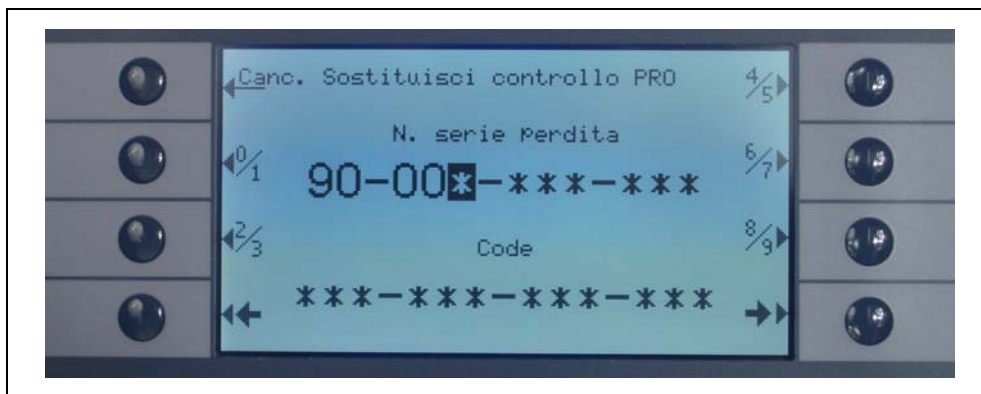 Canc. Sostituisci controllo PRO 4/5
N. serie Perdita
0/1 90-00*-***-*** 6/7
2/3 Code 8/9
***-***-***-***